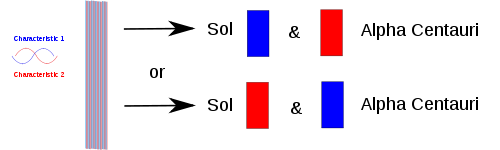 Characteristic 1
Characteristic 2
Sol & Alpha Centauri
or
Sol & Alpha Centauri